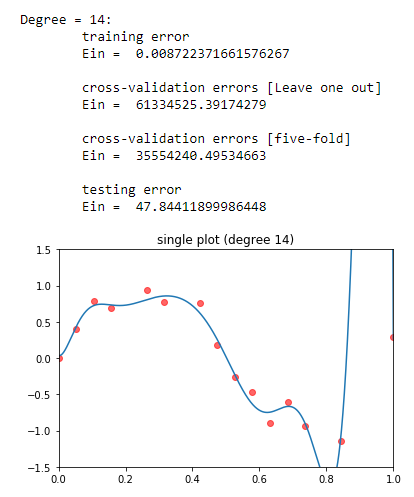 Degree = 14:
training error
Ein =  0.008722371661576267
cross-validation errors [Leave one out]
Ein =  61334525.39174279
cross-validation errors [five-fold]
Ein =  35554240.49534663
testing error
Ein =  47.84411899986448
single plot (degree 14)
1.5
1.0
0.5
0.0
−0.5
−1.0
−1.5
0.0 0.2 0.4 0.6 0.8 1.0